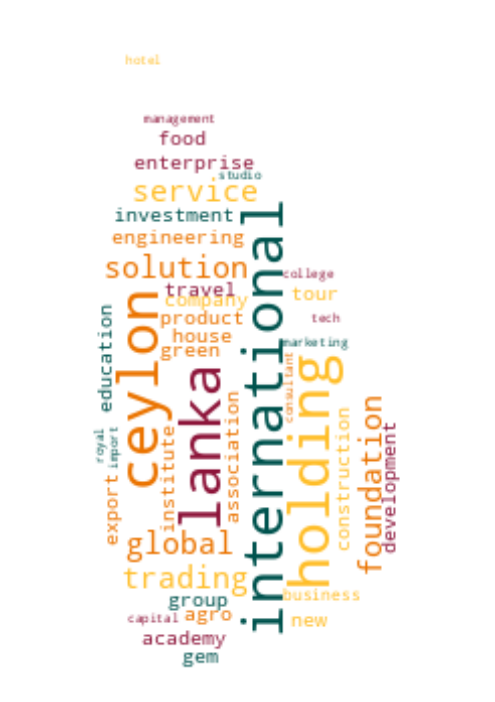 hotel
management
food
enterprise
studio
service
investment
engineering
solution
college
travel
tour
company
product
tech
house
marketing
green
international
ceylon
lanka
holding
education
consultant
association
construction
foundation
development
institute
royal
import
export
global
trading
business
group
capital
agro
new
academy
gem